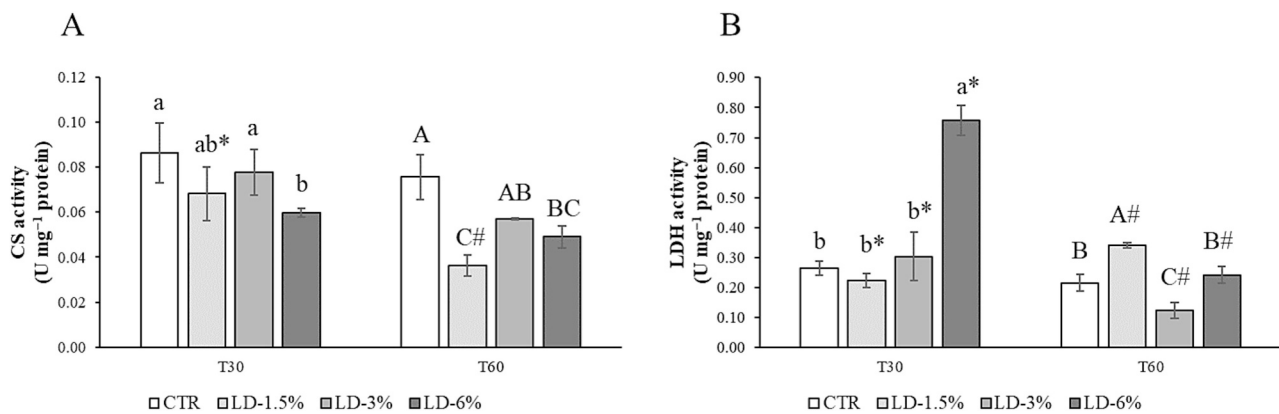 A
CS activity
(U mg⁻¹ protein)
0.12
0.10
0.08
0.06
0.04
0.02
0.00
a
ab*
a
b
A
C#
AB
BC
T30 T60
CTR LD-1.5% LD-3% LD-6%
B
LDH activity
(U mg⁻¹ protein)
0.90
0.80
0.70
0.60
0.50
0.40
0.30
0.20
0.10
0.00
b
b*
b*
a*
B
A#
C#
B#
T30 T60
CTR LD-1.5% LD-3% LD-6%